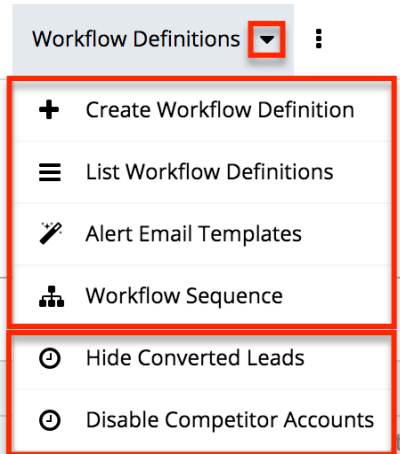 Workflow Definitions
Create Workflow Definition
List Workflow Definitions
Alert Email Templates
Workflow Sequence
Hide Converted Leads
Disable Competitor Accounts